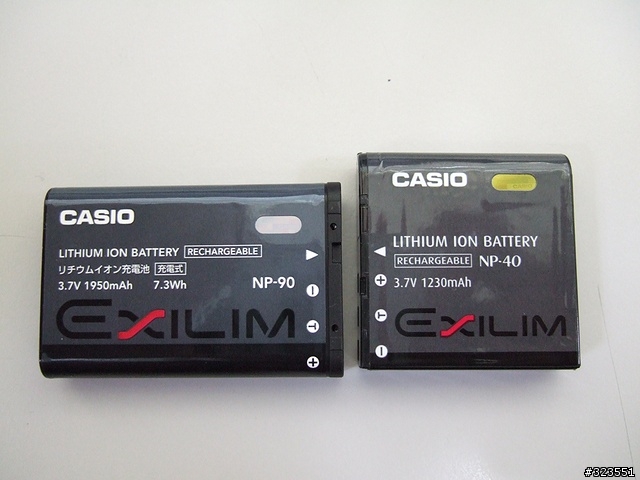 CASIO
LITHIUM ION BATTERY RECHARGEABLE
リチウムイオン充電池 充電式
3.7V 1950mAh 7.3Wh
NP-90
EXILIM
T
CASIO
LITHIUM ION BATTERY
RECHARGEABLE NP-40
3.7V 1230mAh
T
EXILIM
#323551